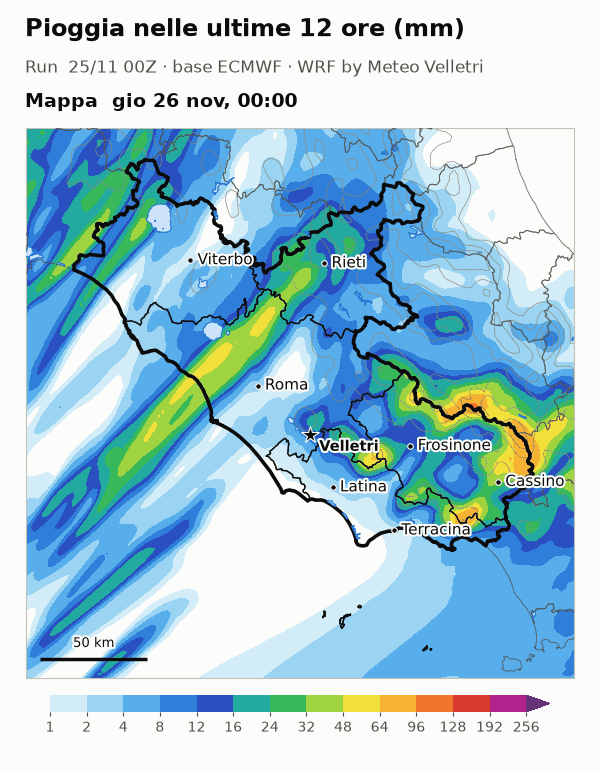 Pioggia nelle ultime 12 ore (mm)
Run  25/11 00Z · base ECMWF · WRF by Meteo Velletri
Mappa  gio 26 nov, 00:00
Viterbo
Rieti
Roma
Velletri
Frosinone
Cassino
Latina
Terracina
50 km
1 2 4 8 12 16 24 32 48 64 96 128 192 256